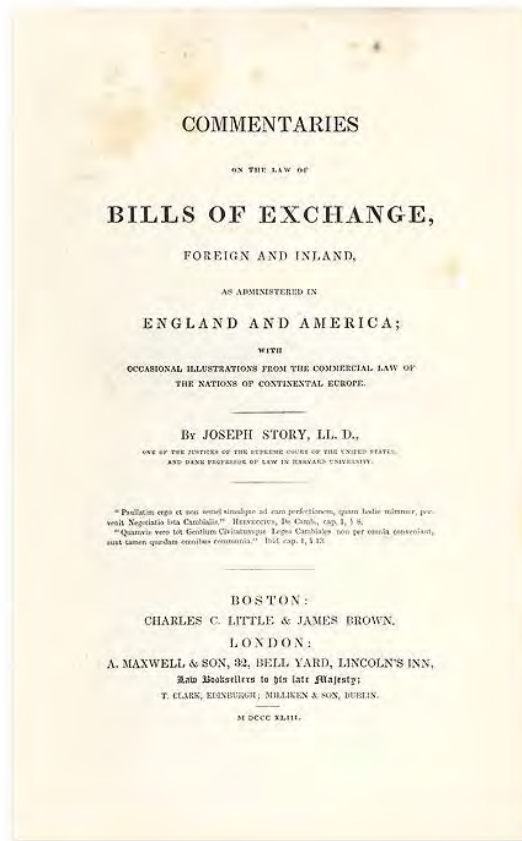 COMMENTARIES
ON THE LAW OF
BILLS OF EXCHANGE,
FOREIGN AND INLAND,
AS ADMINISTERED IN
ENGLAND AND AMERICA;
WITH
OCCASIONAL ILLUSTRATIONS FROM THE COMMERCIAL LAW OF
THE NATIONS OF CONTINENTAL EUROPE.
BY JOSEPH STORY, LL. D.,
ONE OF THE JUSTICES OF THE SUPREME COURT OF THE UNITED STATES,
AND DANE PROFESSOR OF LAW IN HARVARD UNIVERSITY.
"Paullatim ergo et non semel simulque ad eam perfectionem, quam hodie miramur, per-
venit Negotiatio ista Cambialis." HEINECCIUS, De Camb., cap. 1, § 8.
"Quamvis vero tot Gentium Civitatumque Leges Cambiales non per omnia conveniant,
sunt tamen quædam omnibus communia." Ibid. cap. 1, § 13.
BOSTON:
CHARLES C. LITTLE & JAMES BROWN.
LONDON:
A. MAXWELL & SON, 32, BELL YARD, LINCOLN'S INN,
Law Booksellers to his late Majesty;
T. CLARK, EDINBURGH; MILLIKEN & SON, DUBLIN.
M DCCC XLIII.